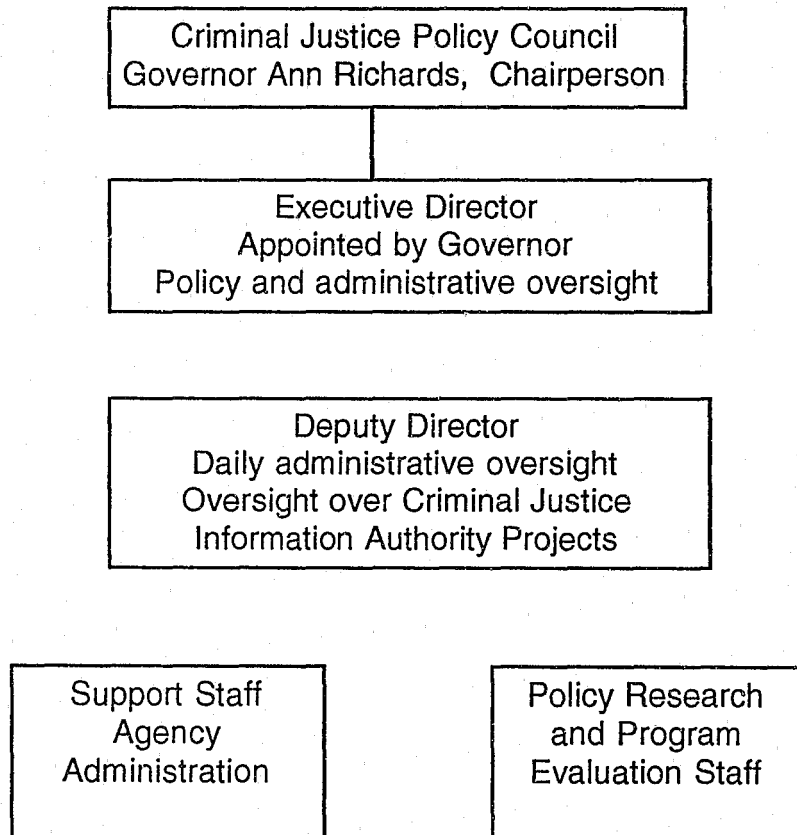 Criminal Justice Policy Council
Governor Ann Richards, Chairperson
Executive Director
Appointed by Governor
Policy and administrative oversight
Deputy Director
Daily administrative oversight
Oversight over Criminal Justice
Information Authority Projects
Support Staff
Agency
Administration
Policy Research
and Program
Evaluation Staff